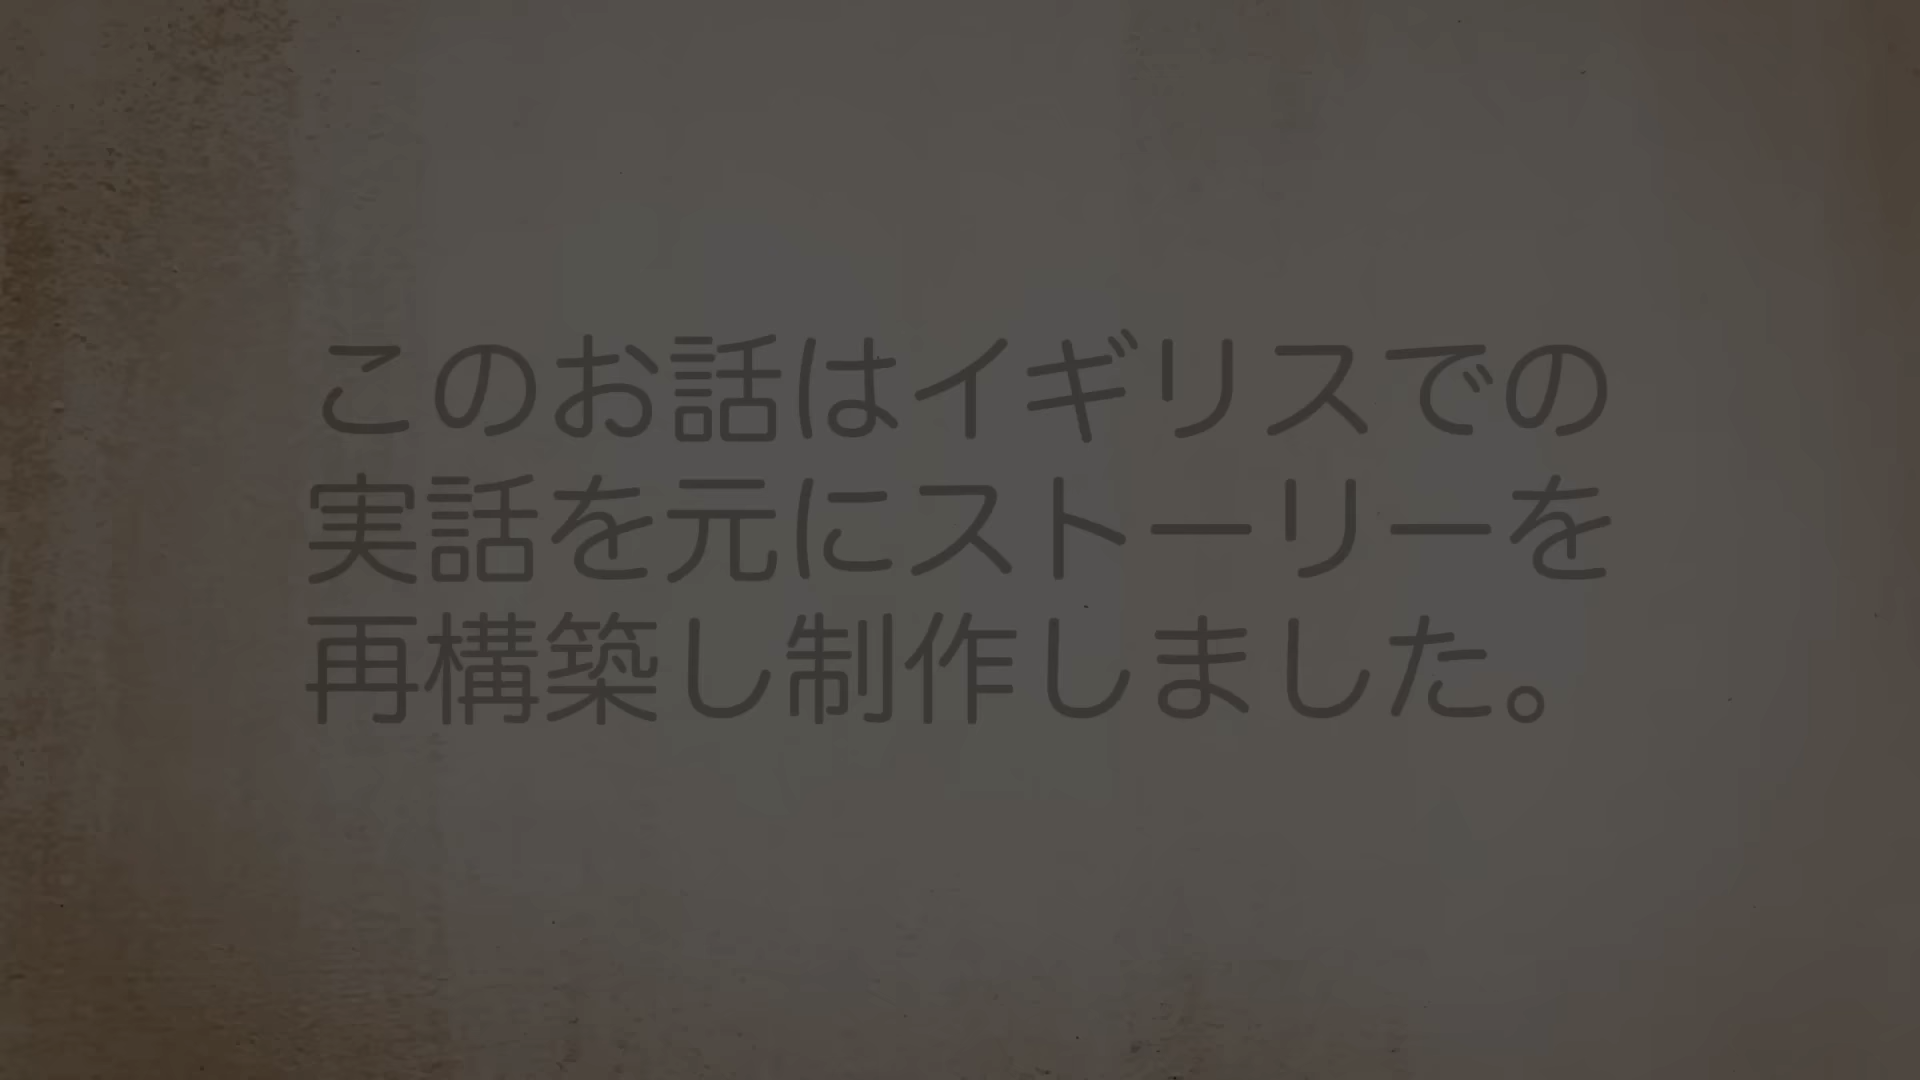 このお話はイギリスでの
実話を元にストーリーを
再構築し制作しました。